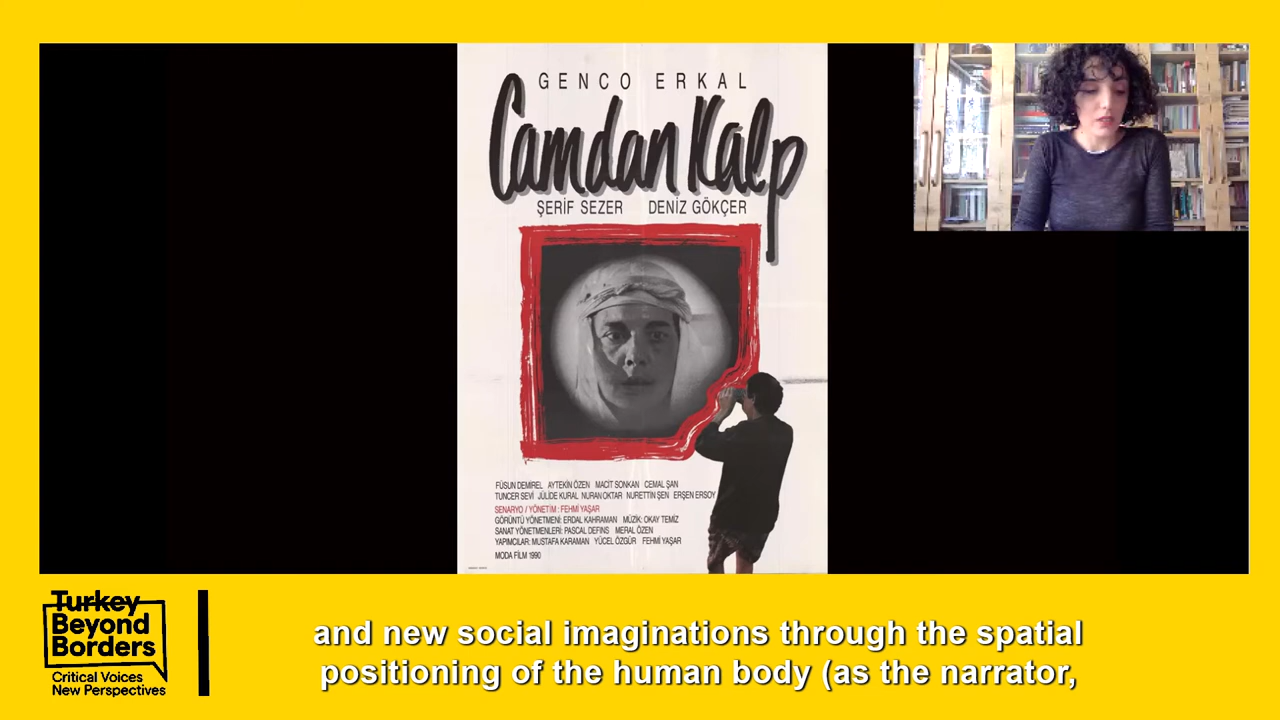 GENCO ERKAL
Camdan Kalp
ŞERİF SEZER DENİZ GÖKÇER
FÜSUN DEMİREL AYTEKİN ÖZEN MACİT SONKAN CEMAL ŞAN
TUNCER SEVİ JÜLİDE KURAL NURAN OKTAR NURETTİN ŞEN ERŞEN ERSOY
SENARYO / YÖNETİM : FEHMİ YAŞAR
GÖRÜNTÜ YÖNETMENİ: ERDAL KAHRAMAN MÜZİK: OKAY TEMİZ
SANAT YÖNETMENLERİ: PASCAL DEFINS MERAL ÖZEN
YAPIMCILAR: MUSTAFA KARAMAN YÜCEL ÖZGÜR FEHMİ YAŞAR
MODA FİLM 1990
Turkey
Beyond
Borders
Critical Voices
New Perspectives
and new social imaginations through the spatial
positioning of the human body (as the narrator,